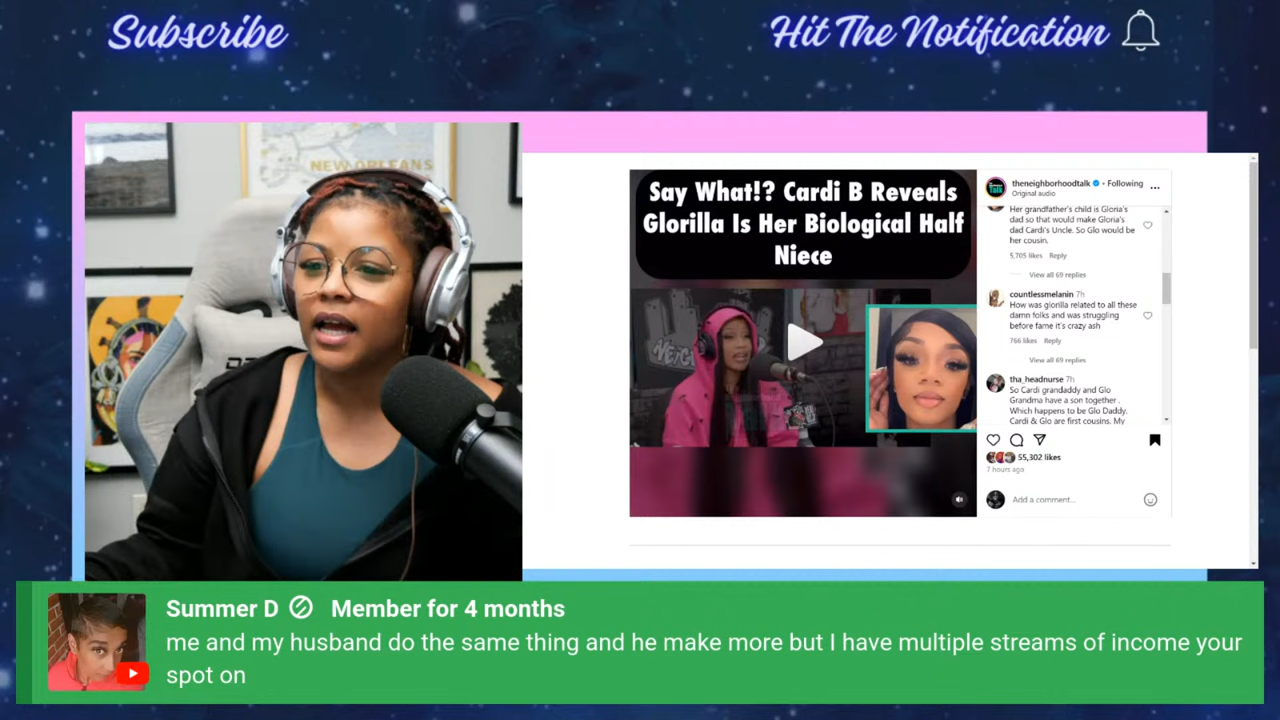 Subscribe
Hit The Notification
NEW ORLEANS
Say What!? Cardi B Reveals
Glorilla Is Her Biological Half
Niece
theneighborhoodtalk • Following
Original audio
Her grandfather's child is Gloria's
dad so that would make Gloria's
dad Cardi's Uncle. So Glo would be
her cousin.
5,705 likes Reply
View all 69 replies
countlessmelanin 7h
How was glorilla related to all these
damn folks and was struggling
before fame it's crazy ash
766 likes Reply
View all 69 replies
tha_headnurse 7h
So Cardi grandaddy and Glo
Grandma have a son together .
Which happens to be Glo Daddy.
Cardi & Glo are first cousins. My
55,302 likes
7 hours ago
Add a comment...
Summer D Member for 4 months
me and my husband do the same thing and he make more but I have multiple streams of income your
spot on